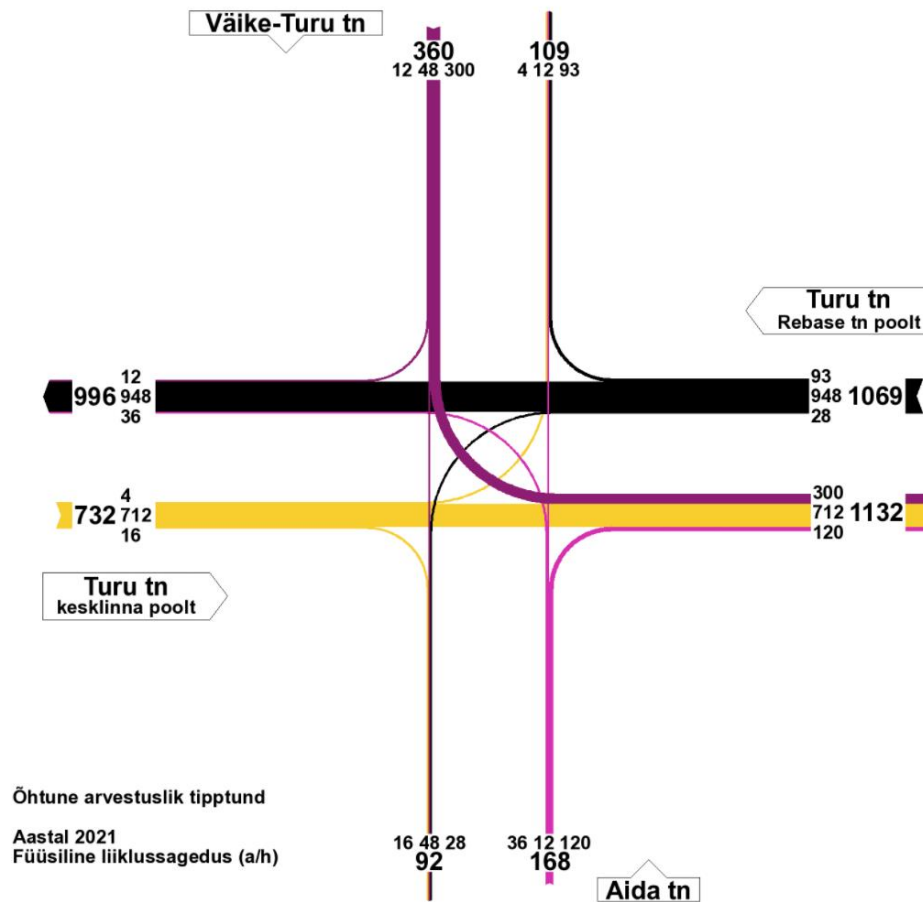 Väike-Turu tn
360
12 48 300
109
4 12 93
Turu tn
Rebase tn poolt
12
996 948
36
93
948 1069
28
4
732 712
16
300
712 1132
120
Turu tn
kesklinna poolt
Õhtune arvestuslik tipptund
Aastal 2021
Füüsiline liiklussagedus (a/h)
16 48 28
92
36 12 120
168
Aida tn